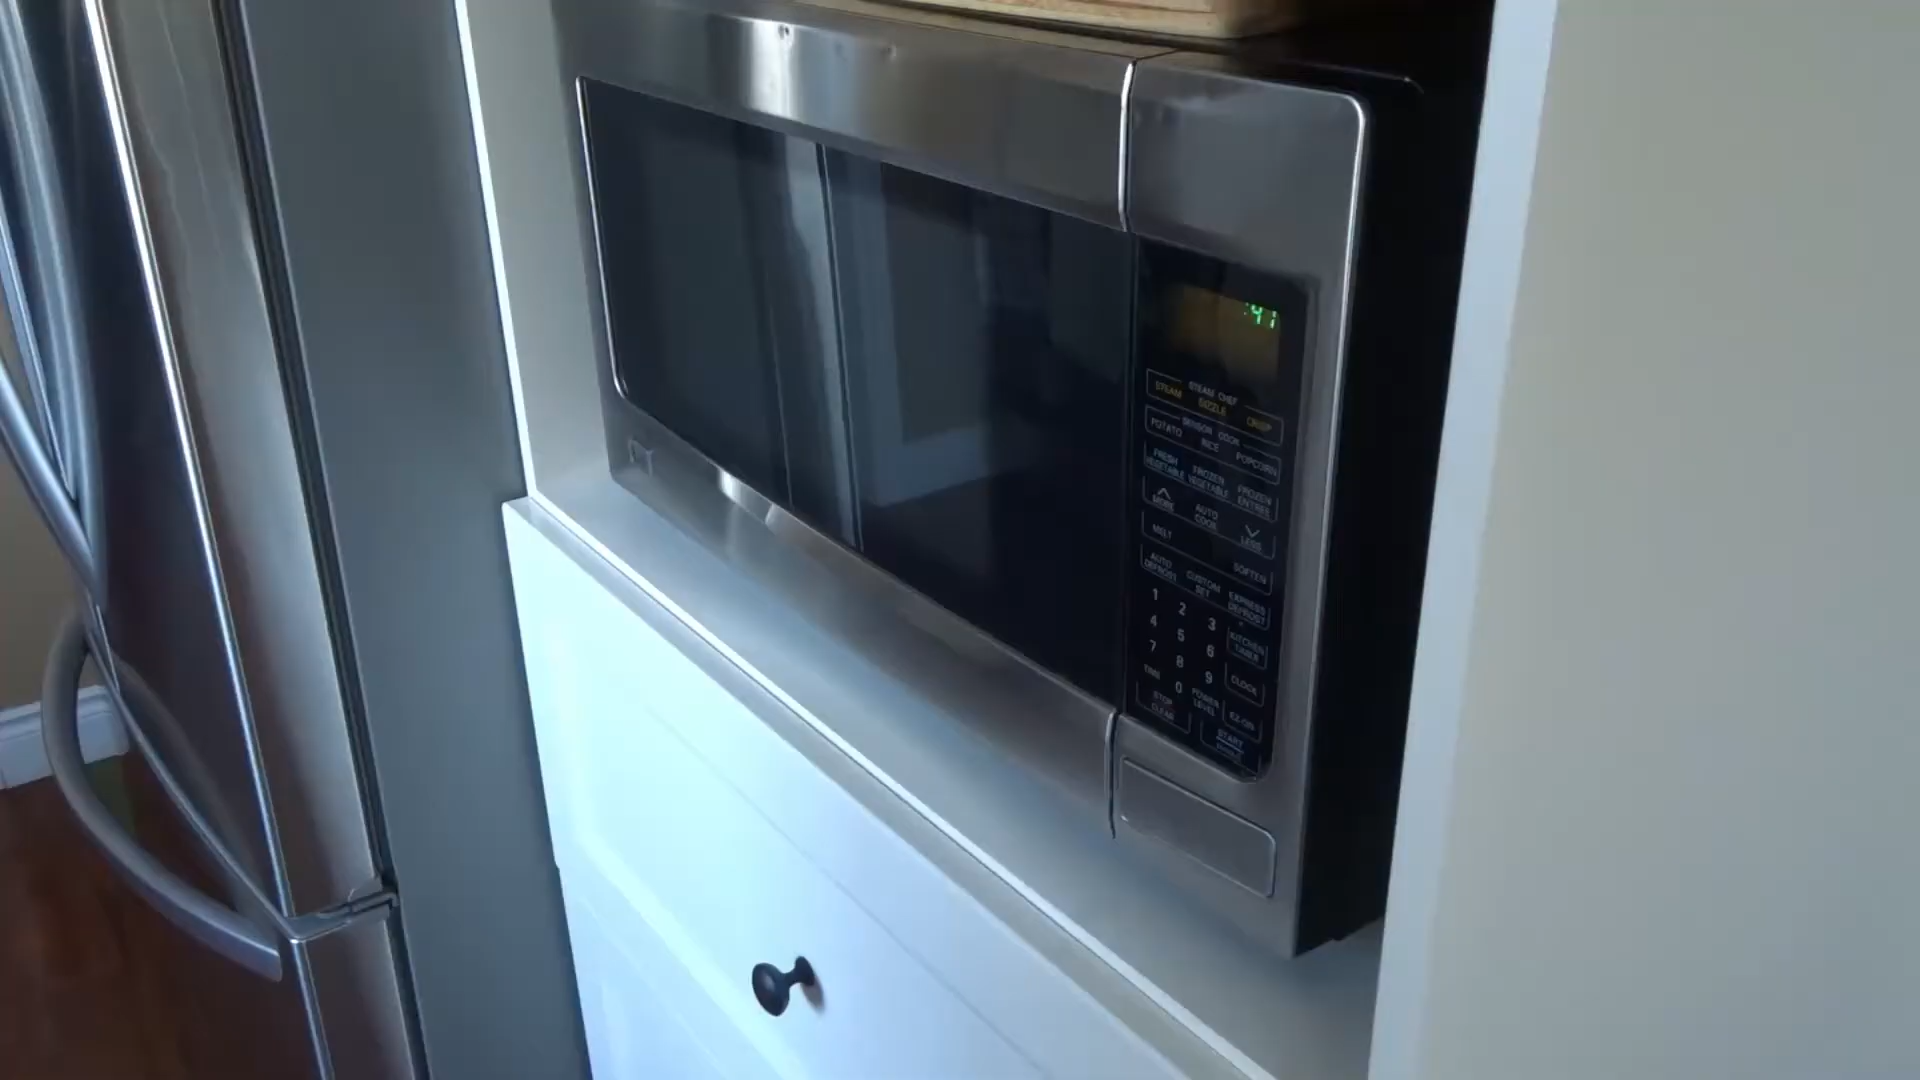 :41
STEAM CHEF
STEAM SIZZLE CRISP
SENSOR COOK
POTATO RICE POPCORN
FRESH VEGETABLE FROZEN VEGETABLE FROZEN ENTREE
MORE AUTO COOK LESS
MELT SOFTEN
AUTO DEFROST CUSTOM SET EXPRESS DEFROST
1 2 3
4 5 6 KITCHEN TIMER
7 8 9 CLOCK
TIME 0 POWER LEVEL EZ-ON
STOP CLEAR START